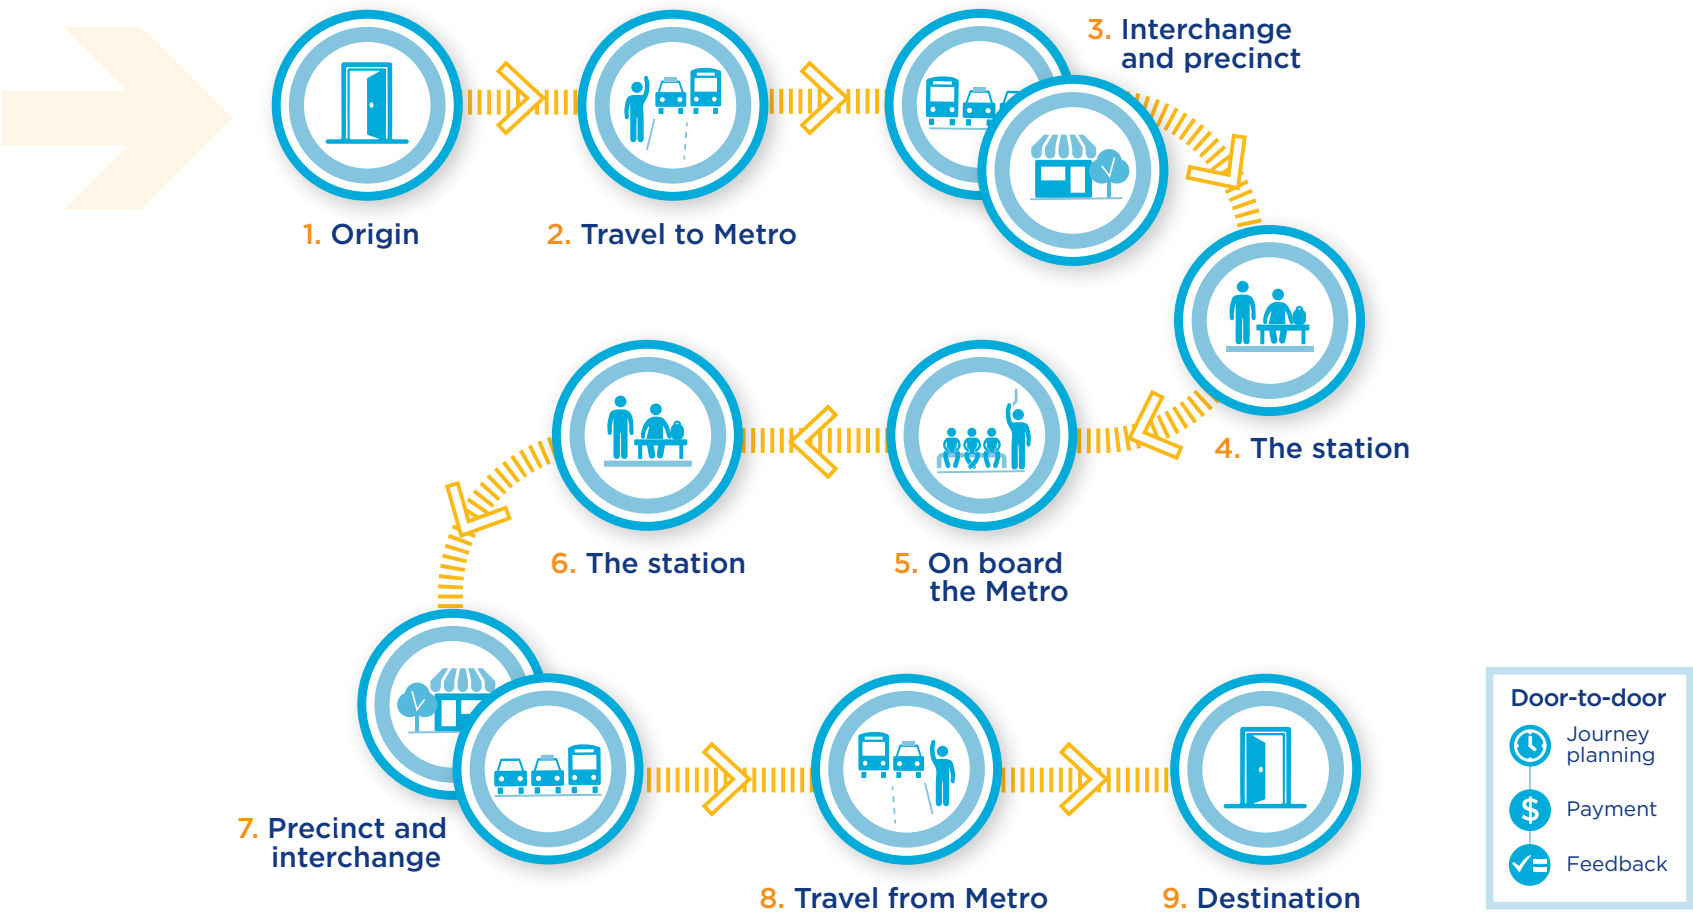 1. Origin
2. Travel to Metro
3. Interchange
and precinct
4. The station
5. On board
the Metro
6. The station
7. Precinct and
interchange
8. Travel from Metro
9. Destination
Door-to-door
Journey
planning
$
Payment
Feedback